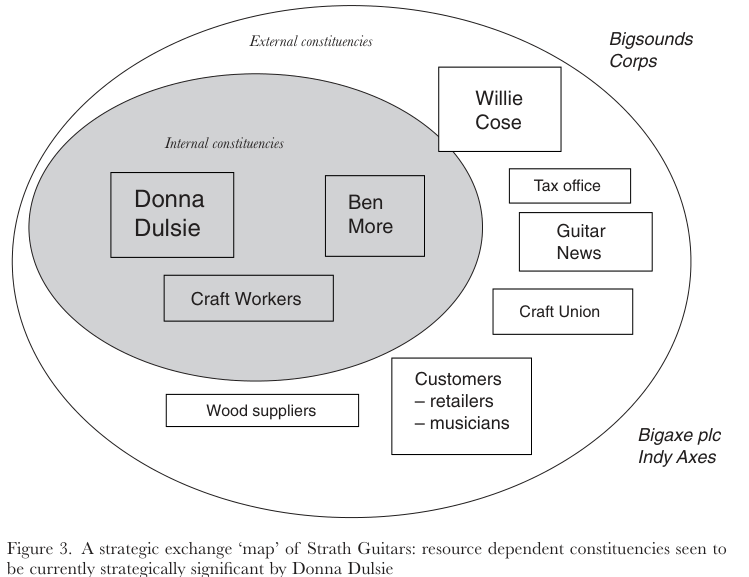 External constituencies
Bigsounds
Corps
Willie
Cose
Internal constituencies
Tax office
Donna
Dulsie
Ben
More
Guitar
News
Craft Workers
Craft Union
Customers
– retailers
– musicians
Wood suppliers
Bigaxe plc
Indy Axes
Figure 3. A strategic exchange ‘map’ of Strath Guitars: resource dependent constituencies seen to
be currently strategically significant by Donna Dulsie